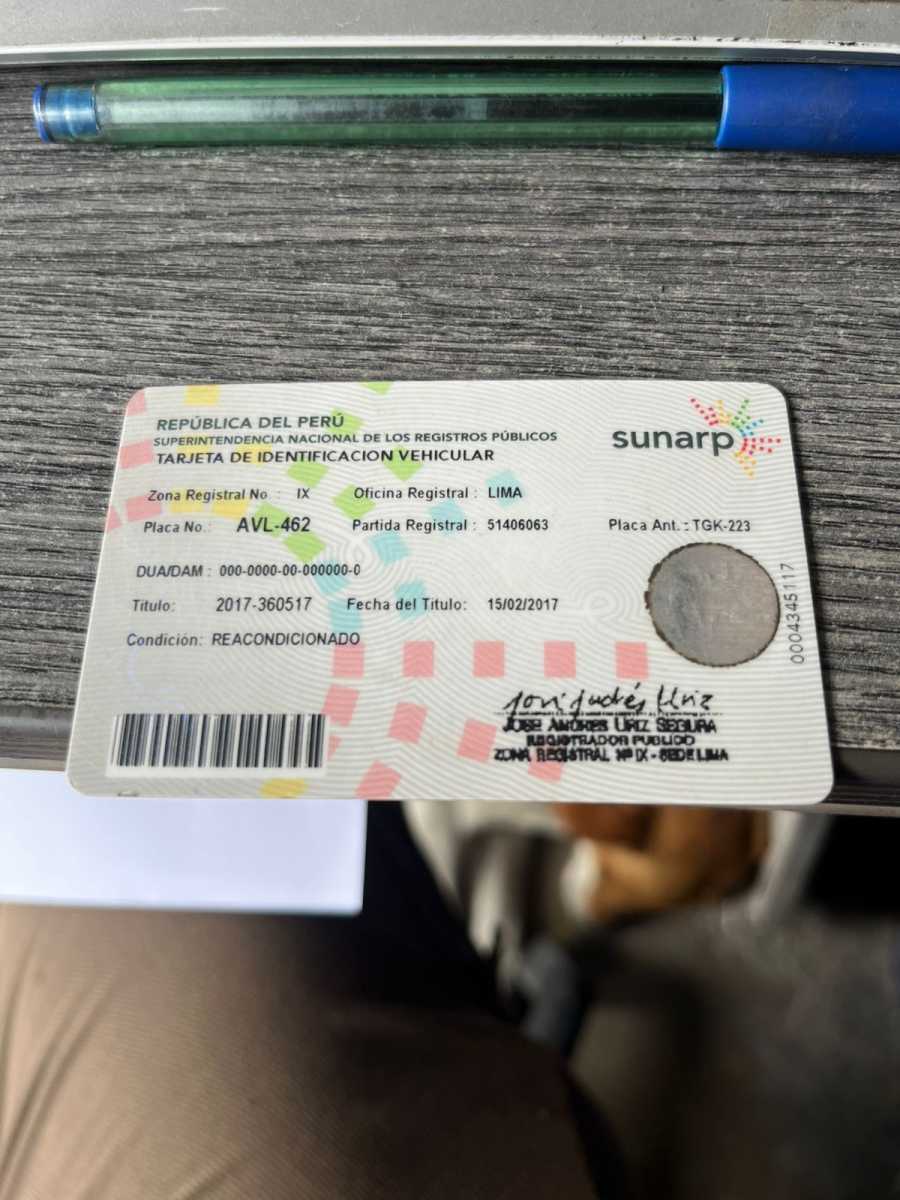 REPÚBLICA DEL PERÚ
SUPERINTENDENCIA NACIONAL DE LOS REGISTROS PÚBLICOS
TARJETA DE IDENTIFICACION VEHICULAR
sunarp
Zona Registral No : IX Oficina Registral : LIMA
Placa No.: AVL-462 Partida Registral : 51406063 Placa Ant. : TGK-223
DUA/DAM : 000-0000-00-000000-0
Titulo: 2017-360517 Fecha del Titulo: 15/02/2017
Condición: REACONDICIONADO
0004345117
JOSE ANDRES URIZ SEGURA
REGISTRADOR PUBLICO
ZONA REGISTRAL Nº IX - SEDE LIMA